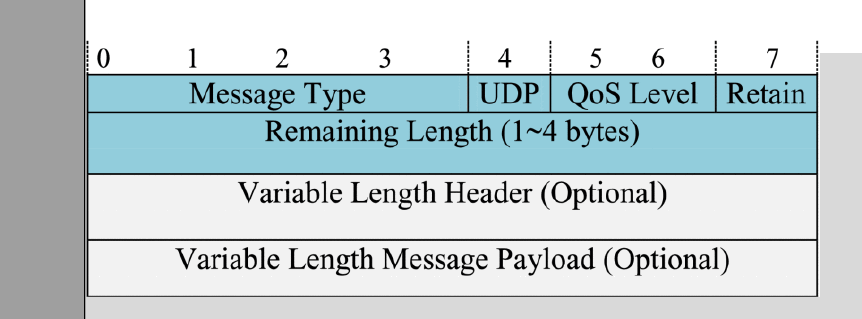 0 1 2 3 4 5 6 7
Message Type UDP QoS Level Retain
Remaining Length (1~4 bytes)
Variable Length Header (Optional)
Variable Length Message Payload (Optional)